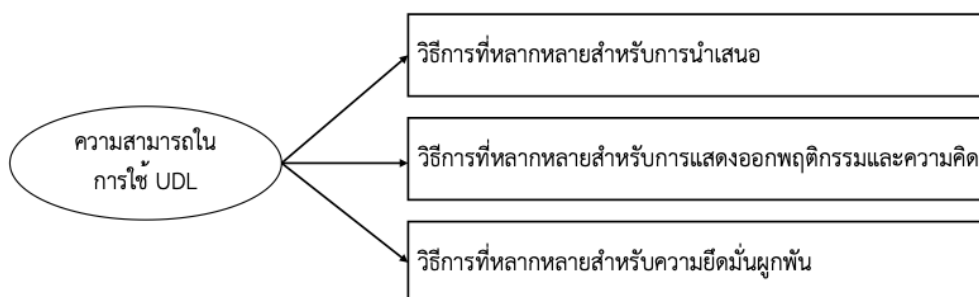 วิธีการที่หลากหลายสำหรับการนำเสนอ
ความสามารถใน
การใช้ UDL
วิธีการที่หลากหลายสำหรับการแสดงออกพฤติกรรมและความคิด
วิธีการที่หลากหลายสำหรับความยึดมั่นผูกพัน